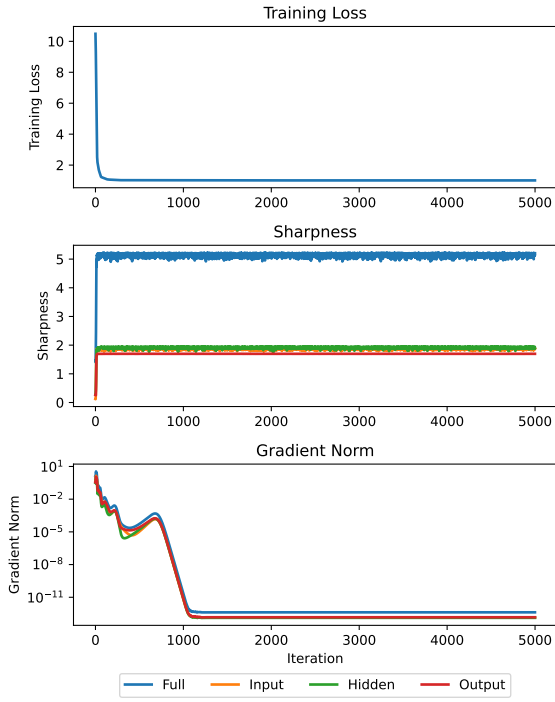 Training Loss
10
8
6
4
2
Training Loss
0 1000 2000 3000 4000 5000
Sharpness
5
4
3
2
1
0
Sharpness
0 1000 2000 3000 4000 5000
Gradient Norm
10^1
10^-2
10^-5
10^-8
10^-11
Gradient Norm
0 1000 2000 3000 4000 5000
Iteration
Full Input Hidden Output